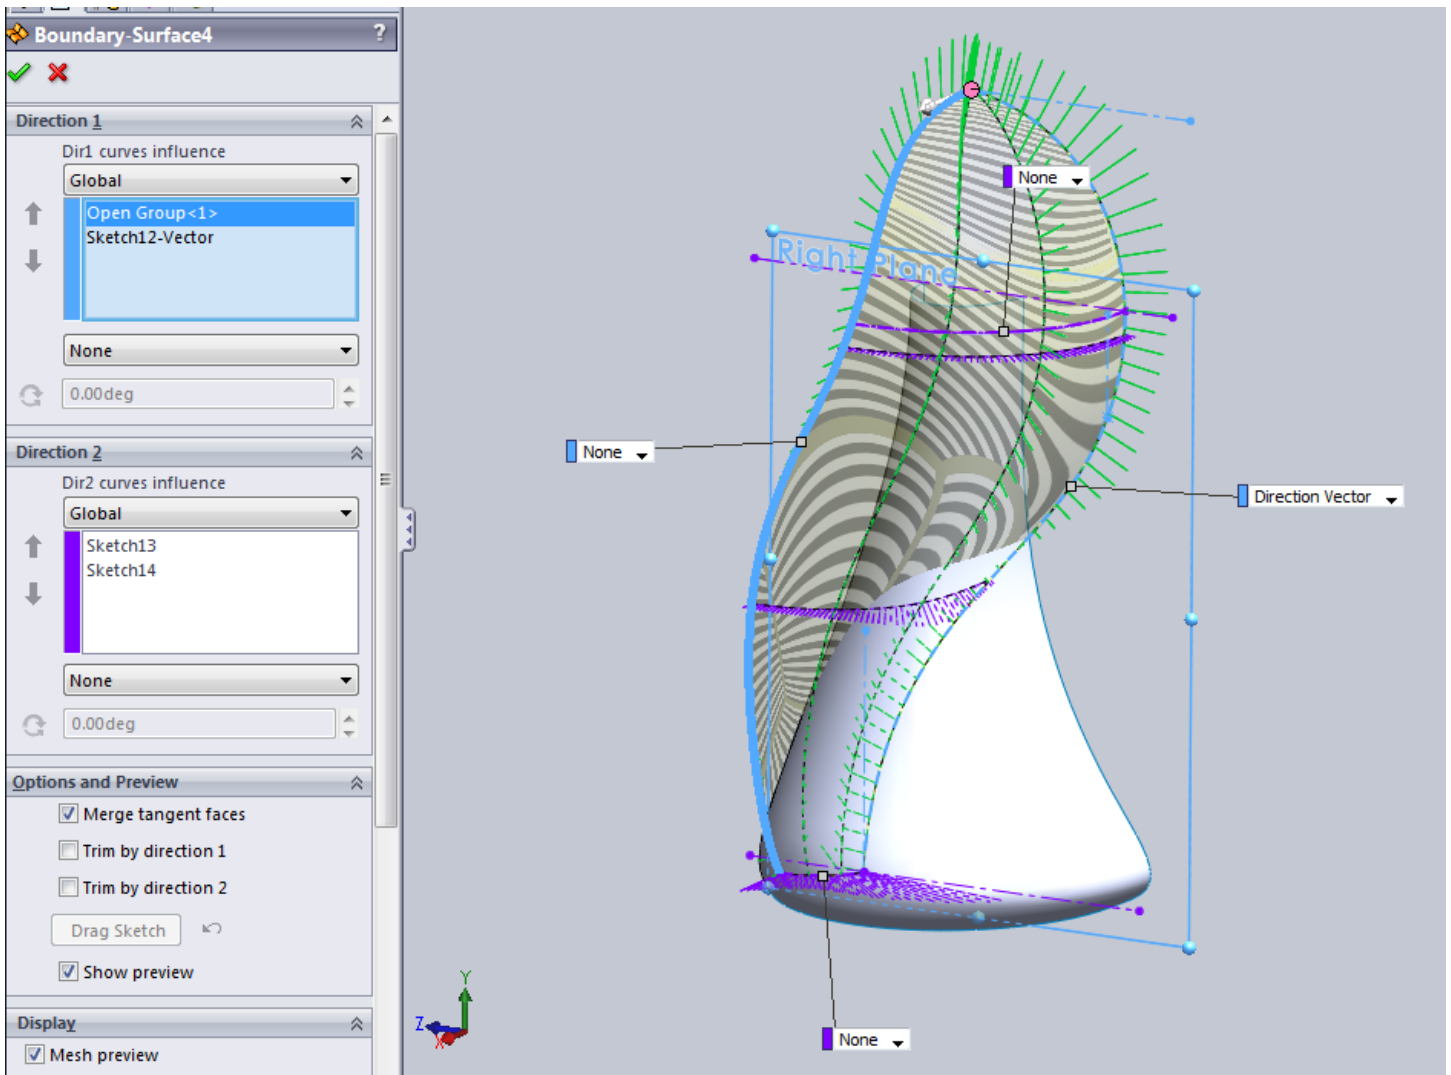 Boundary-Surface4
?
Direction 1
Dir1 curves influence
Global
Open Group<1>
Sketch12-Vector
None
0.00deg
Direction 2
Dir2 curves influence
Global
Sketch13
Sketch14
None
0.00deg
Options and Preview
Merge tangent faces
Trim by direction 1
Trim by direction 2
Drag Sketch
Show preview
Display
Mesh preview
None
Right Plane
None
Direction Vector
None
Y
Z
X